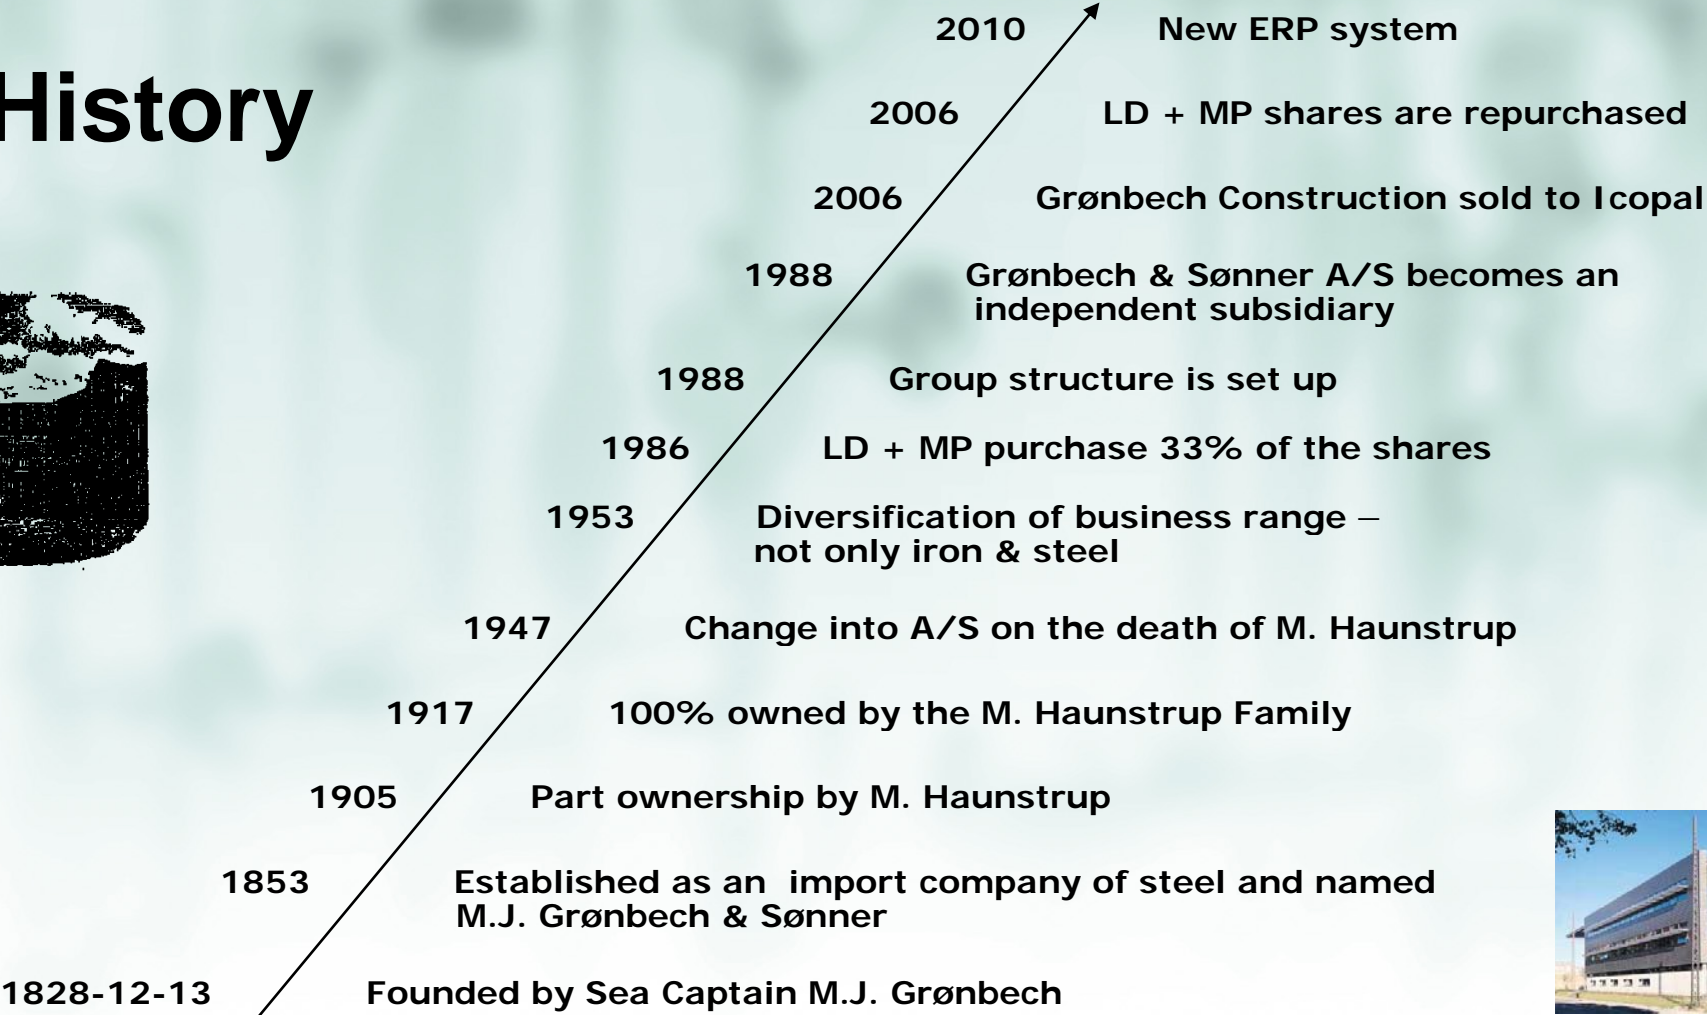 History
2010 New ERP system
2006 LD + MP shares are repurchased
2006 Grønbech Construction sold to Icopal
1988 Grønbech & Sønner A/S becomes an
independent subsidiary
1988 Group structure is set up
1986 LD + MP purchase 33% of the shares
1953 Diversification of business range –
not only iron & steel
1947 Change into A/S on the death of M. Haunstrup
1917 100% owned by the M. Haunstrup Family
1905 Part ownership by M. Haunstrup
1853 Established as an import company of steel and named
M.J. Grønbech & Sønner
1828-12-13 Founded by Sea Captain M.J. Grønbech